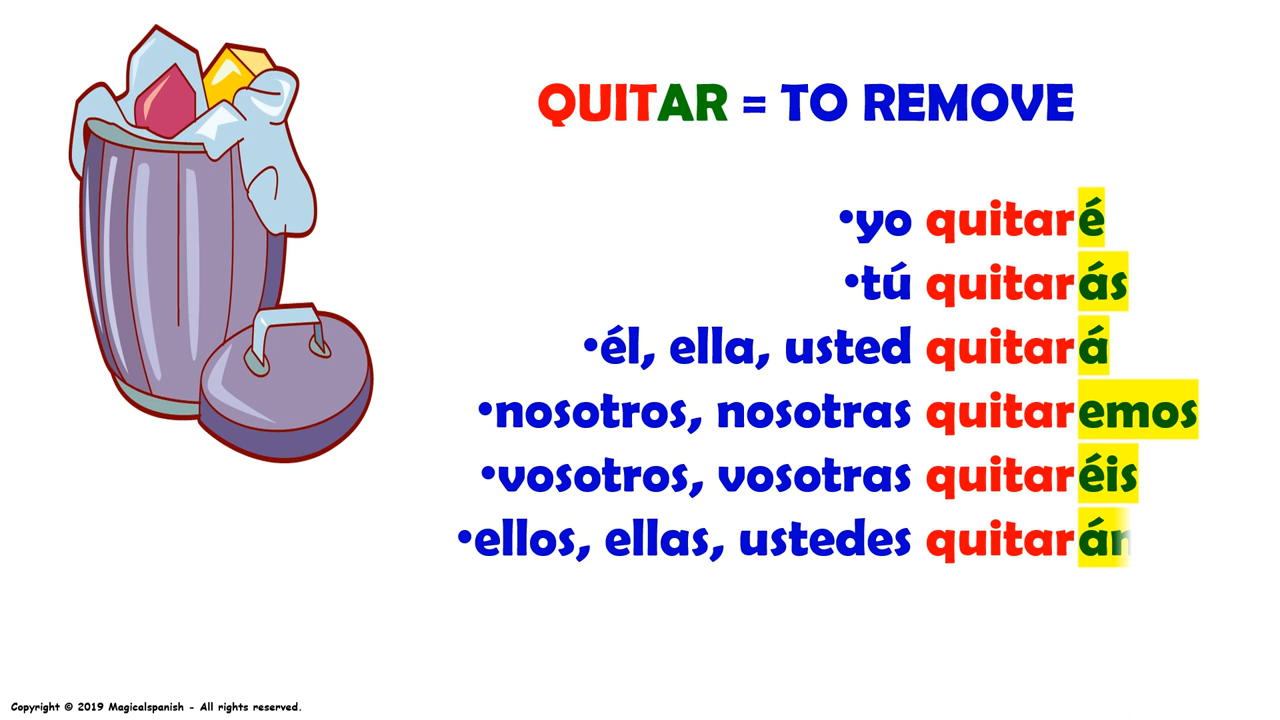 QUITAR = TO REMOVE
•yo quitaré
•tú quitarás
•él, ella, usted quitará
•nosotros, nosotras quitaremos
•vosotros, vosotras quitaréis
•ellos, ellas, ustedes quitarán
Copyright © 2019 Magicalspanish - All rights reserved.